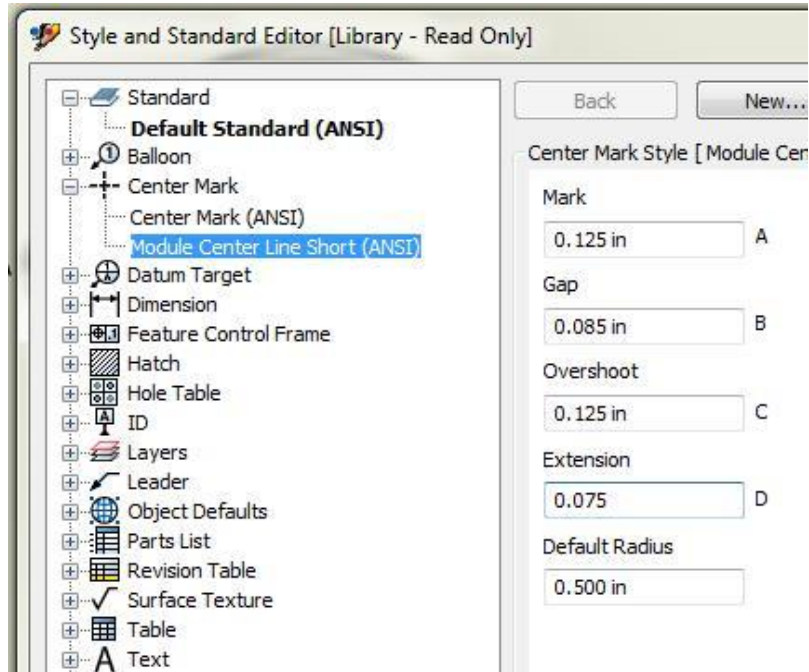 Style and Standard Editor [Library - Read Only]
Standard
Default Standard (ANSI)
Balloon
Center Mark
Center Mark (ANSI)
Module Center Line Short (ANSI)
Datum Target
Dimension
Feature Control Frame
Hatch
Hole Table
ID
Layers
Leader
Object Defaults
Parts List
Revision Table
Surface Texture
Table
Text
Back
New...
Center Mark Style [ Module Cen
Mark
0.125 in A
Gap
0.085 in B
Overshoot
0.125 in C
Extension
0.075 D
Default Radius
0.500 in